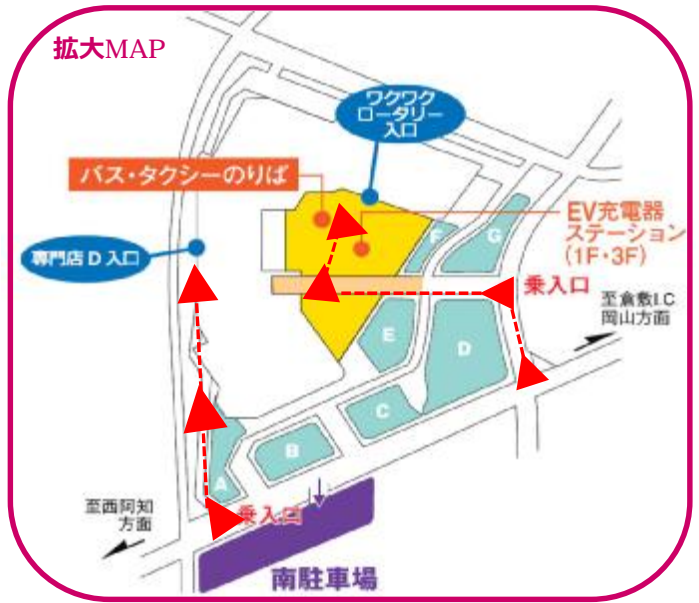 拡大MAP
ワクワク
ロータリー
入口
バス・タクシーのりば
EV充電器
ステーション
(1F・3F)
専門店D入口
乗入口
至倉敷I.C
岡山方面
F
G
E
D
C
B
A
乗入口
至西阿知
方面
南駐車場